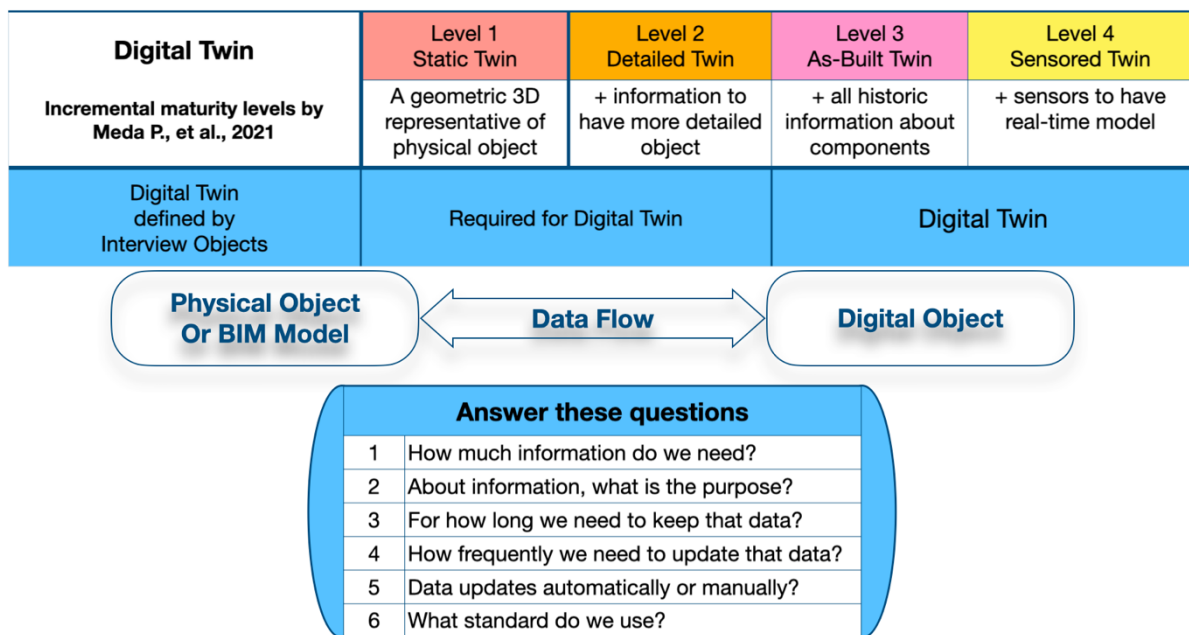 Digital Twin
Incremental maturity levels by
Meda P., et al., 2021
Level 1
Static Twin
Level 2
Detailed Twin
Level 3
As-Built Twin
Level 4
Sensored Twin
A geometric 3D
representative of
physical object
+ information to
have more detailed
object
+ all historic
information about
components
+ sensors to have
real-time model
Digital Twin
defined by
Interview Objects
Required for Digital Twin
Digital Twin
Physical Object
Or BIM Model
Data Flow
Digital Object
Answer these questions
1 How much information do we need?
2 About information, what is the purpose?
3 For how long we need to keep that data?
4 How frequently we need to update that data?
5 Data updates automatically or manually?
6 What standard do we use?